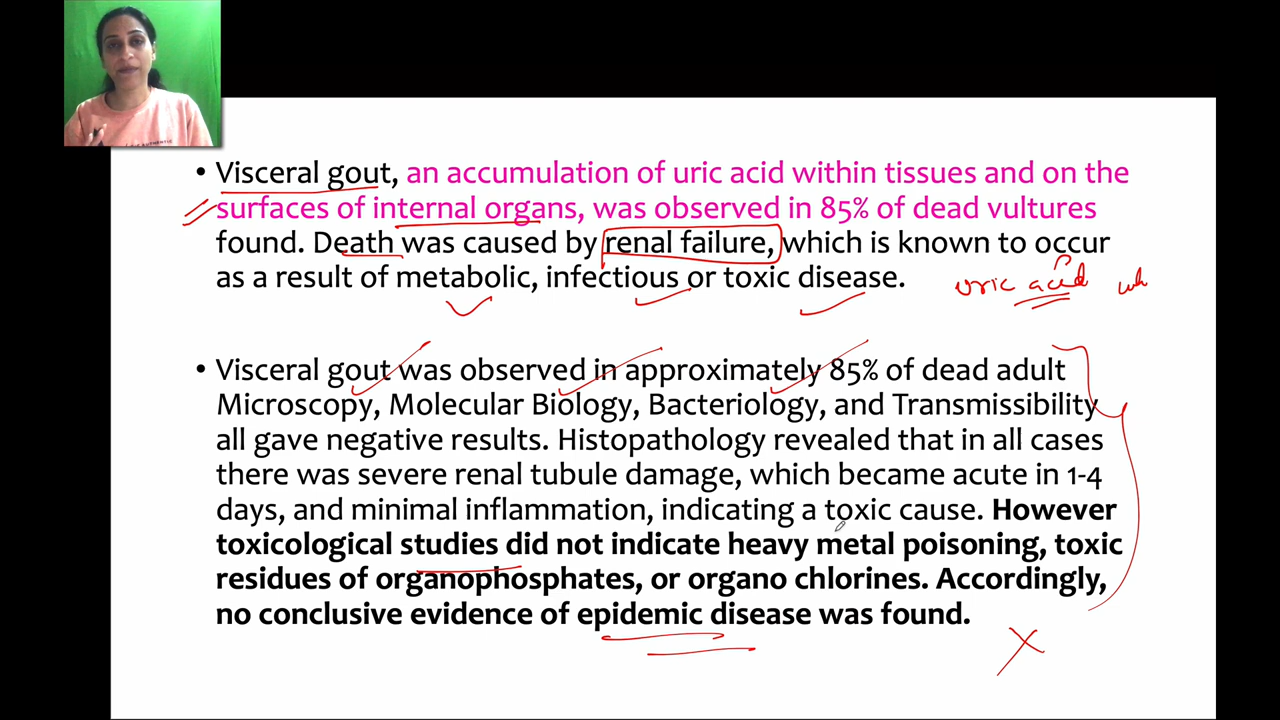 • Visceral gout, an accumulation of uric acid within tissues and on the
surfaces of internal organs, was observed in 85% of dead vultures
found. Death was caused by renal failure, which is known to occur
as a result of metabolic, infectious or toxic disease.
uric acid wh
• Visceral gout was observed in approximately 85% of dead adult
Microscopy, Molecular Biology, Bacteriology, and Transmissibility
all gave negative results. Histopathology revealed that in all cases
there was severe renal tubule damage, which became acute in 1-4
days, and minimal inflammation, indicating a toxic cause. However
toxicological studies did not indicate heavy metal poisoning, toxic
residues of organophosphates, or organo chlorines. Accordingly,
no conclusive evidence of epidemic disease was found.